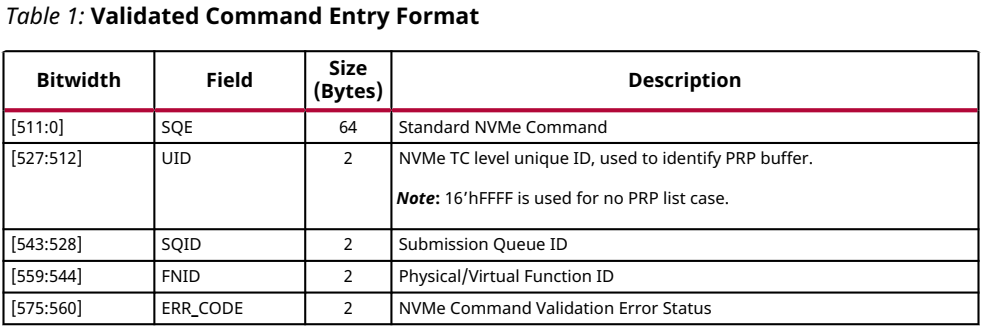 Table 1: Validated Command Entry Format
Bitwidth Field Size (Bytes) Description
[511:0] SQE 64 Standard NVMe Command
[527:512] UID 2 NVMe TC level unique ID, used to identify PRP buffer.
Note: 16’hFFFF is used for no PRP list case.
[543:528] SQID 2 Submission Queue ID
[559:544] FNID 2 Physical/Virtual Function ID
[575:560] ERR_CODE 2 NVMe Command Validation Error Status